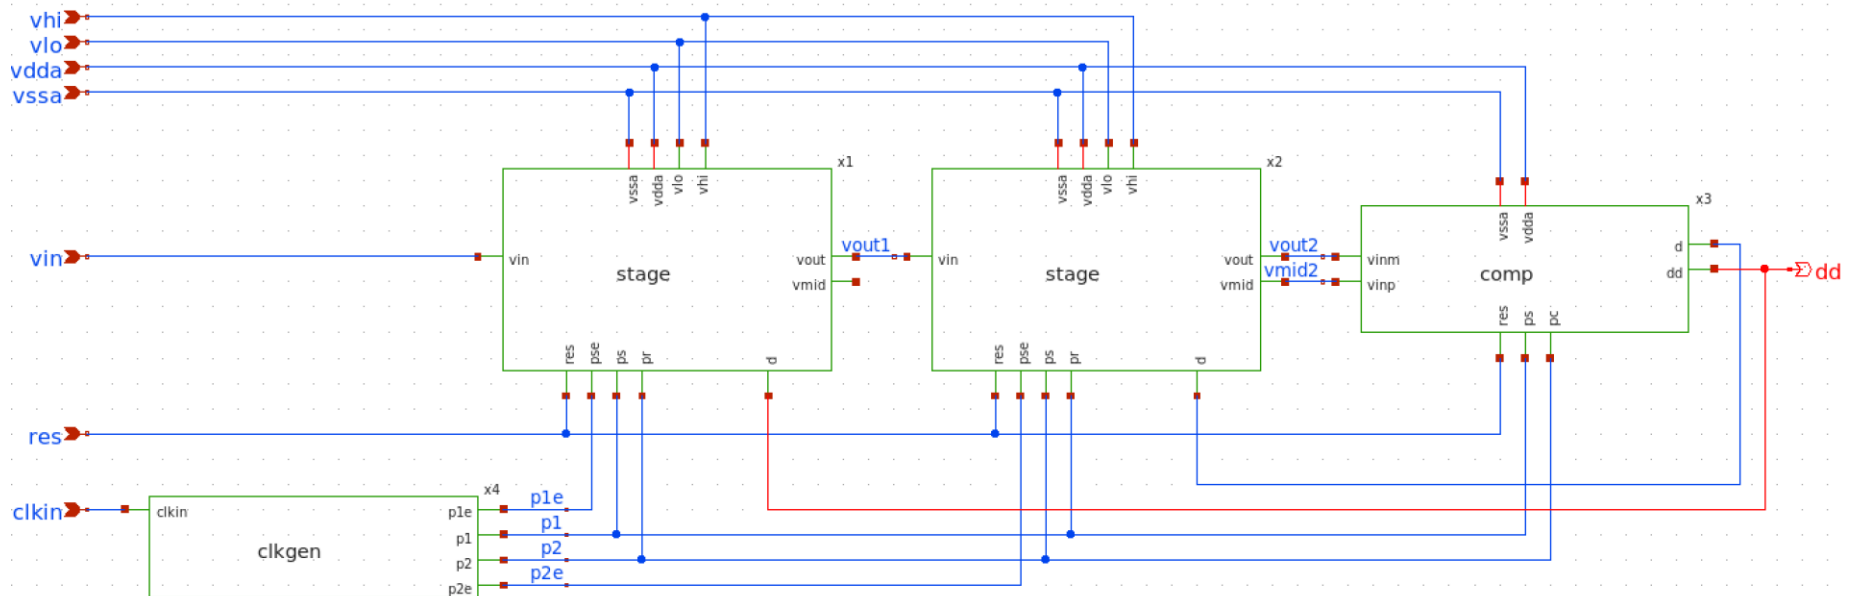 vhi
vlo
vdda
vssa
x1
x2
x3
vssa vdda vlo vhi
vssa vdda vlo vhi
vssa vdda
vin
vin
stage
vout
vmid
vout1
vin
stage
vout
vmid
vout2
vmid2
vinm
vinp
comp
d
dd
dd
res ps pc
res pse ps pr d
res pse ps pr d
res
x4
clkin
clkin
clkgen
p1e
p1
p2
p2e
p1e
p1
p2
p2e